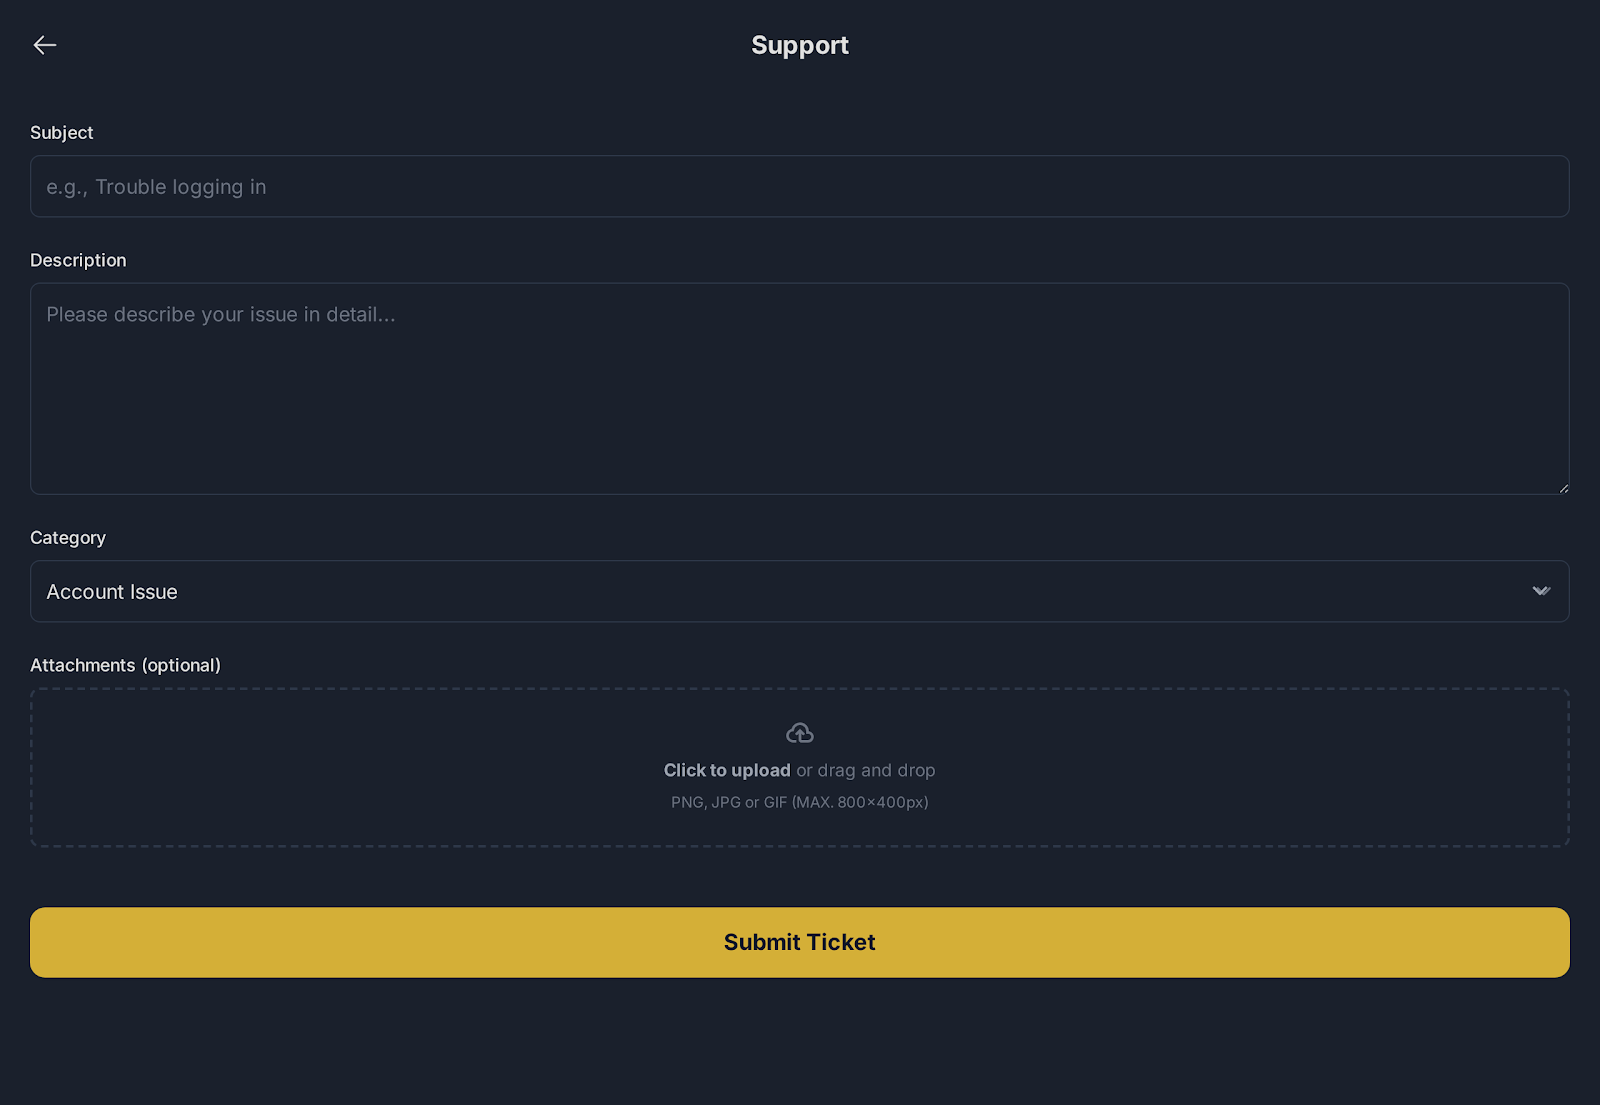 Support
Subject
e.g., Trouble logging in
Description
Please describe your issue in detail...
Category
Account Issue
Attachments (optional)
Click to upload or drag and drop
PNG, JPG or GIF (MAX. 800×400px)
Submit Ticket